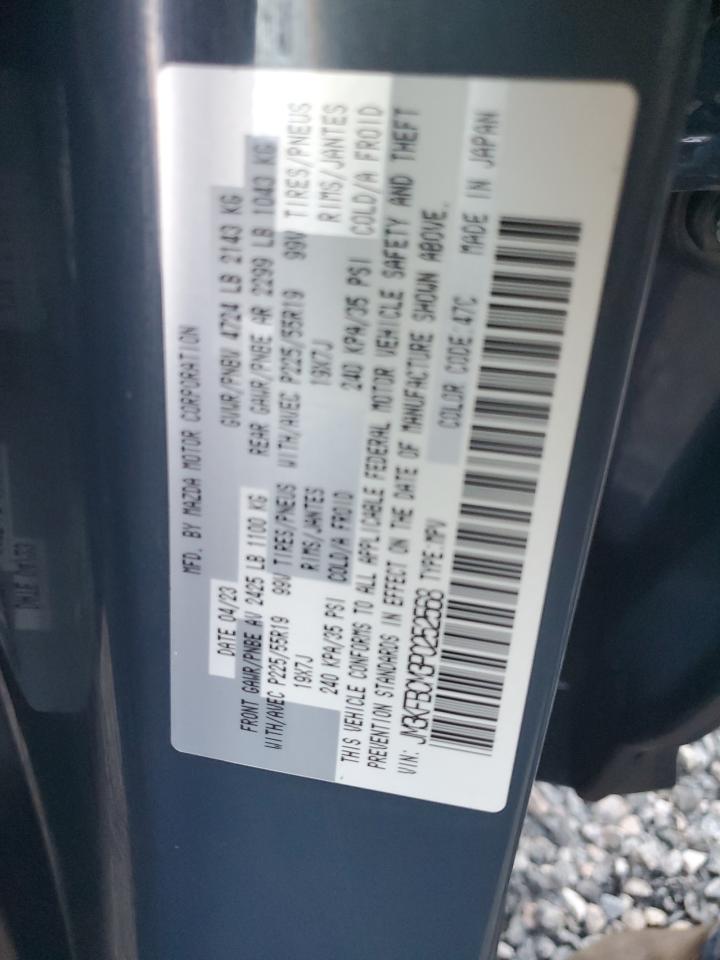 MFD. BY MAZDA MOTOR CORPORATION
DATE 04/23 GVWR/PNBV 4724 LB 2143 KG
FRONT GAWR/PNBE AV 2425 LB 1100 KG REAR GAWR/PNBE AR 2299 LB 1043 KG
WITH/AVEC P225/55R19 99V TIRES/PNEUS WITH/AVEC P225/55R19 99V TIRES/PNEUS
19X7J RIMS/JANTES 19X7J RIMS/JANTES
240 KPA/35 PSI COLD/A FROID 240 KPA/35 PSI COLD/A FROID
THIS VEHICLE CONFORMS TO ALL APPLICABLE FEDERAL MOTOR VEHICLE SAFETY AND THEFT
PREVENTION STANDARDS IN EFFECT ON THE DATE OF MANUFACTURE SHOWN ABOVE.
VIN: TYPE:MPV COLOR CODE:47C MADE IN JAPAN